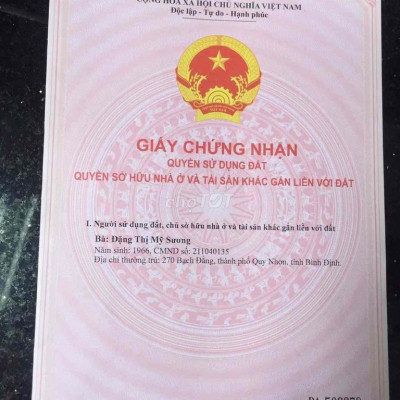 CỘNG HÒA XÃ HỘI CHỦ NGHĨA VIỆT NAM
Độc lập - Tự do - Hạnh phúc
GIẤY CHỨNG NHẬN
QUYỀN SỬ DỤNG ĐẤT
QUYỀN SỞ HỮU NHÀ Ở VÀ TÀI SẢN KHÁC GẮN LIỀN VỚI ĐẤT
I. Người sử dụng đất, chủ sở hữu nhà ở và tài sản khác gắn liền với đất
Bà: Đặng Thị Mỹ Sương
Năm sinh: 1966, CMND số: 211040135
Địa chỉ thường trú: 270 Bạch Đằng, thành phố Quy Nhơn, tỉnh Bình Định.